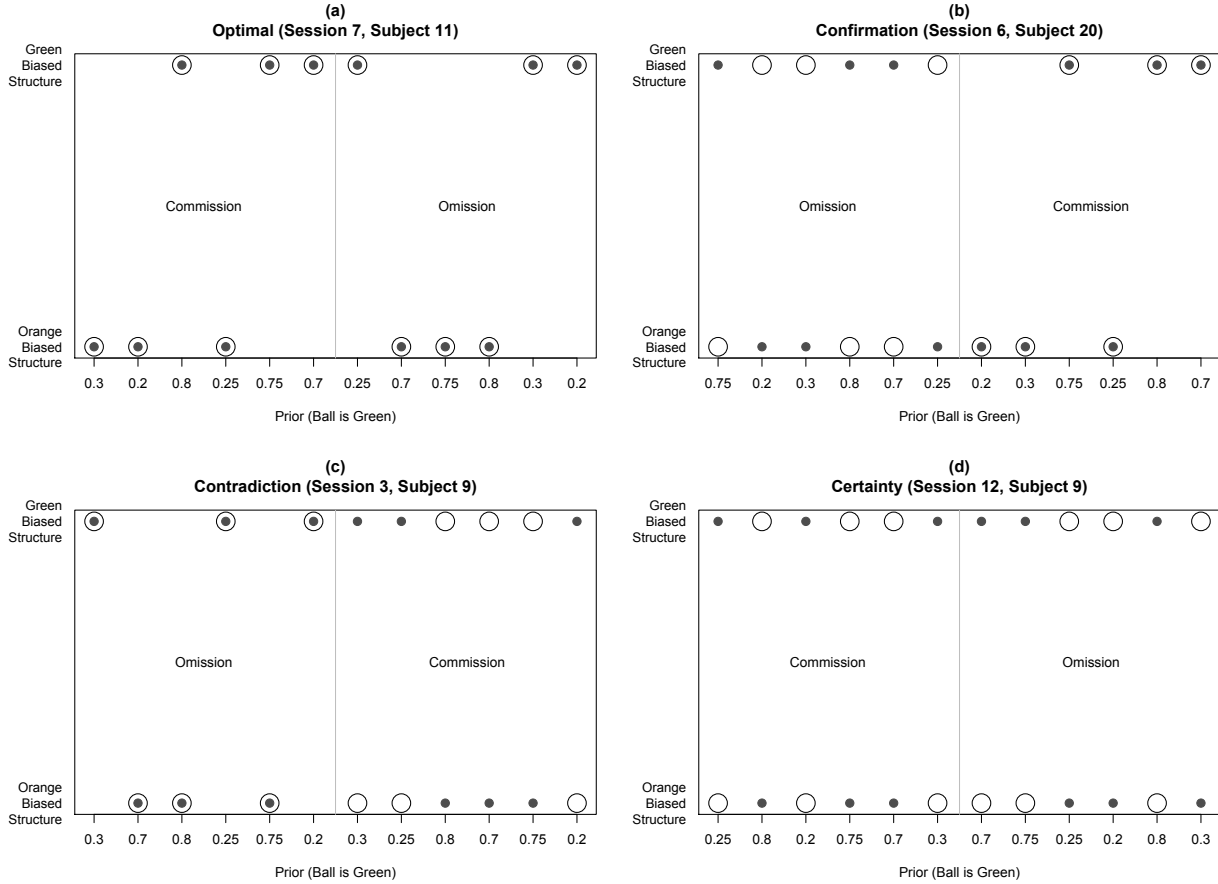 (a)
Optimal (Session 7, Subject 11)
Green
Biased
Structure
Commission
Omission
Orange
Biased
Structure
0.3 0.2 0.8 0.25 0.75 0.7 0.25 0.7 0.75 0.8 0.3 0.2
Prior (Ball is Green)
(b)
Confirmation (Session 6, Subject 20)
Green
Biased
Structure
Omission
Commission
Orange
Biased
Structure
0.75 0.2 0.3 0.8 0.7 0.25 0.2 0.3 0.75 0.25 0.8 0.7
Prior (Ball is Green)
(c)
Contradiction (Session 3, Subject 9)
Green
Biased
Structure
Omission
Commission
Orange
Biased
Structure
0.3 0.7 0.8 0.25 0.75 0.2 0.3 0.25 0.8 0.7 0.75 0.2
Prior (Ball is Green)
(d)
Certainty (Session 12, Subject 9)
Green
Biased
Structure
Commission
Omission
Orange
Biased
Structure
0.25 0.8 0.2 0.75 0.7 0.3 0.7 0.75 0.25 0.2 0.8 0.3
Prior (Ball is Green)